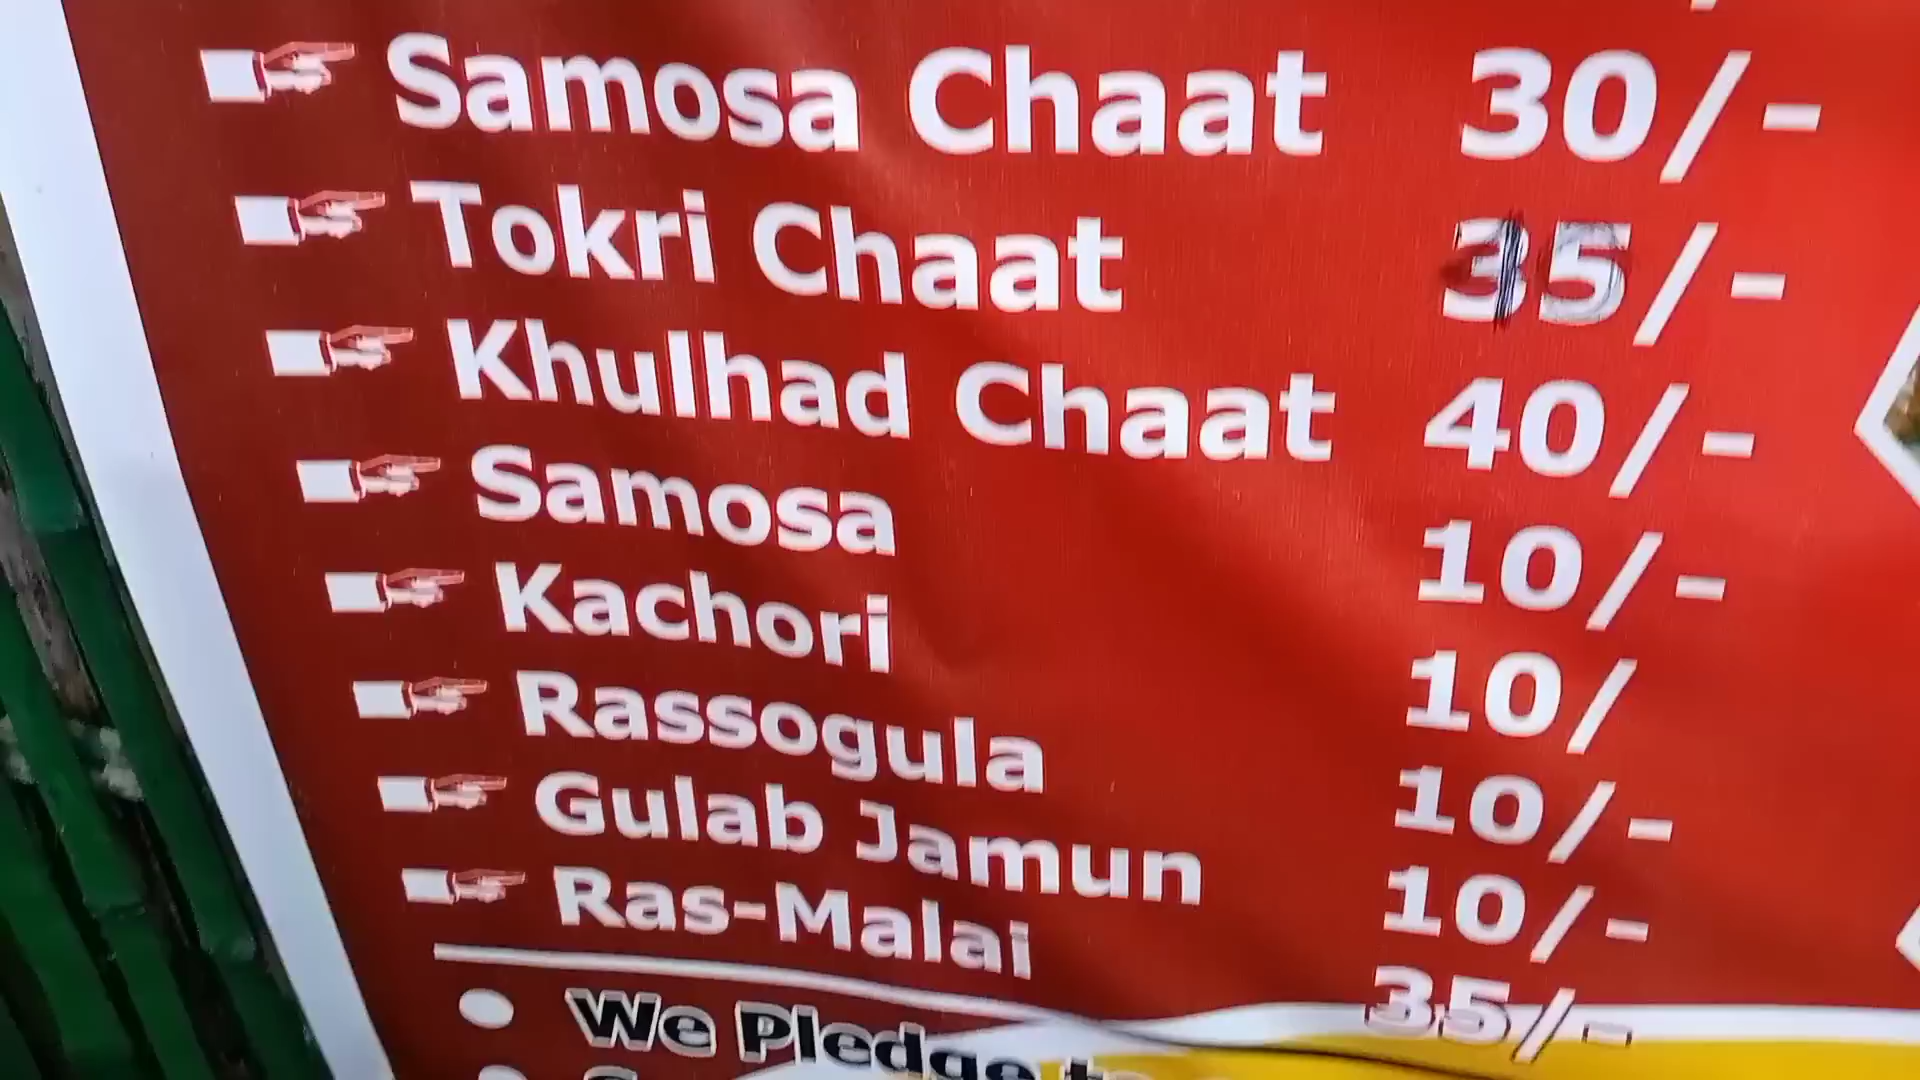 Samosa Chaat 30/-
Tokri Chaat 35/-
Khulhad Chaat 40/-
Samosa 10/-
Kachori 10/
Rassogula 10/-
Gulab Jamun 10/-
Ras-Malai 35/-
We Pledge